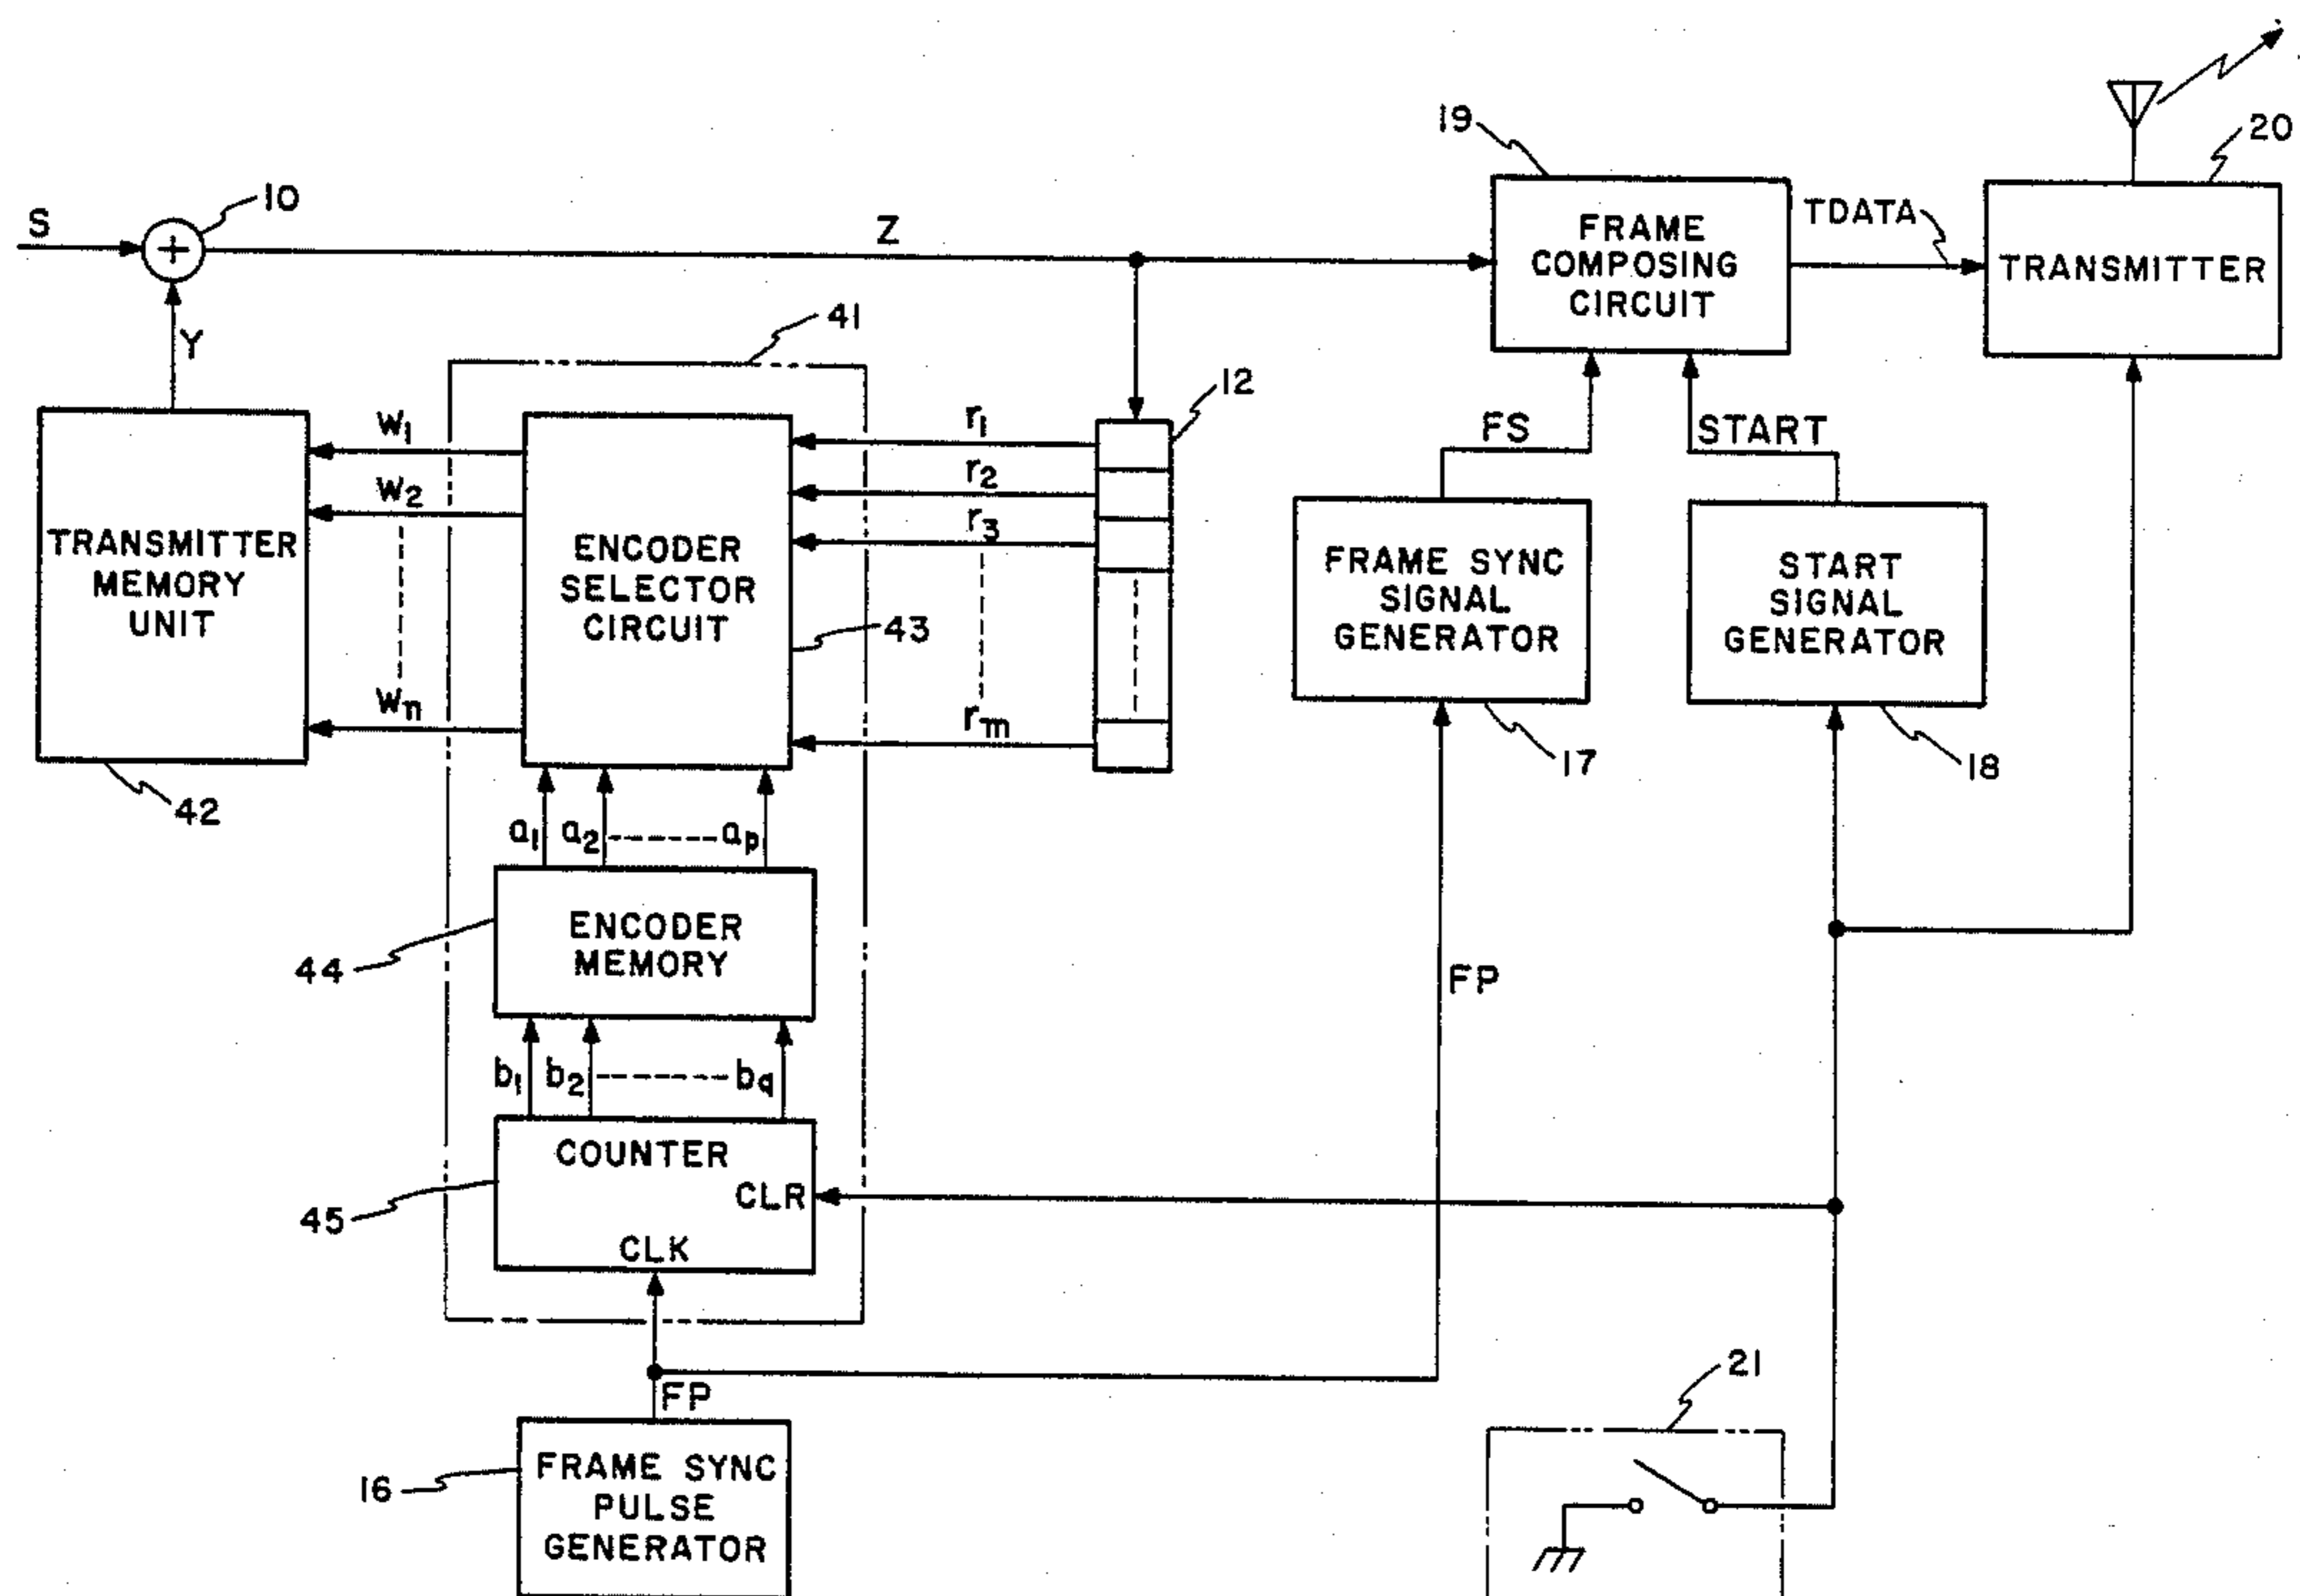 19
20
S
10
Z
FRAME
COMPOSING
CIRCUIT
TDATA
TRANSMITTER
Y
41
12
FS
START
TRANSMITTER
MEMORY
UNIT
42
W1
W2
Wn
ENCODER
SELECTOR
CIRCUIT
43
r1
r2
r3
rm
FRAME SYNC
SIGNAL
GENERATOR
17
START
SIGNAL
GENERATOR
18
a1 a2 ap
ENCODER
MEMORY
44
FP
b1 b2 bq
COUNTER
CLR
CLK
45
FP
FRAME SYNC
PULSE
GENERATOR
16
21